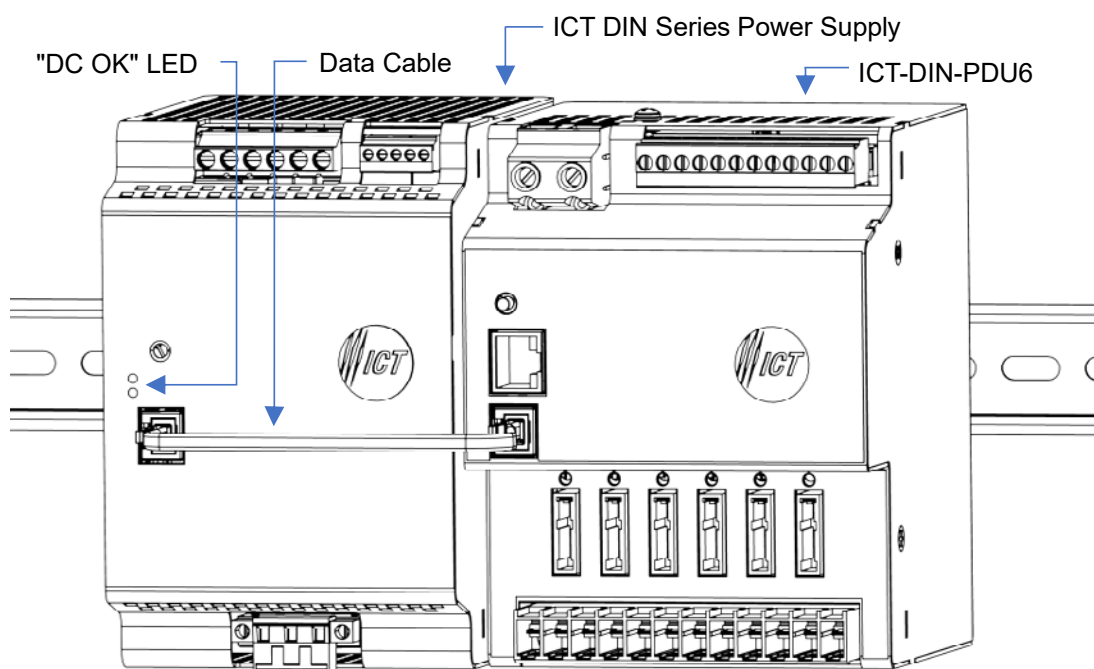 ICT DIN Series Power Supply
"DC OK" LED
Data Cable
ICT-DIN-PDU6
ICT
ICT